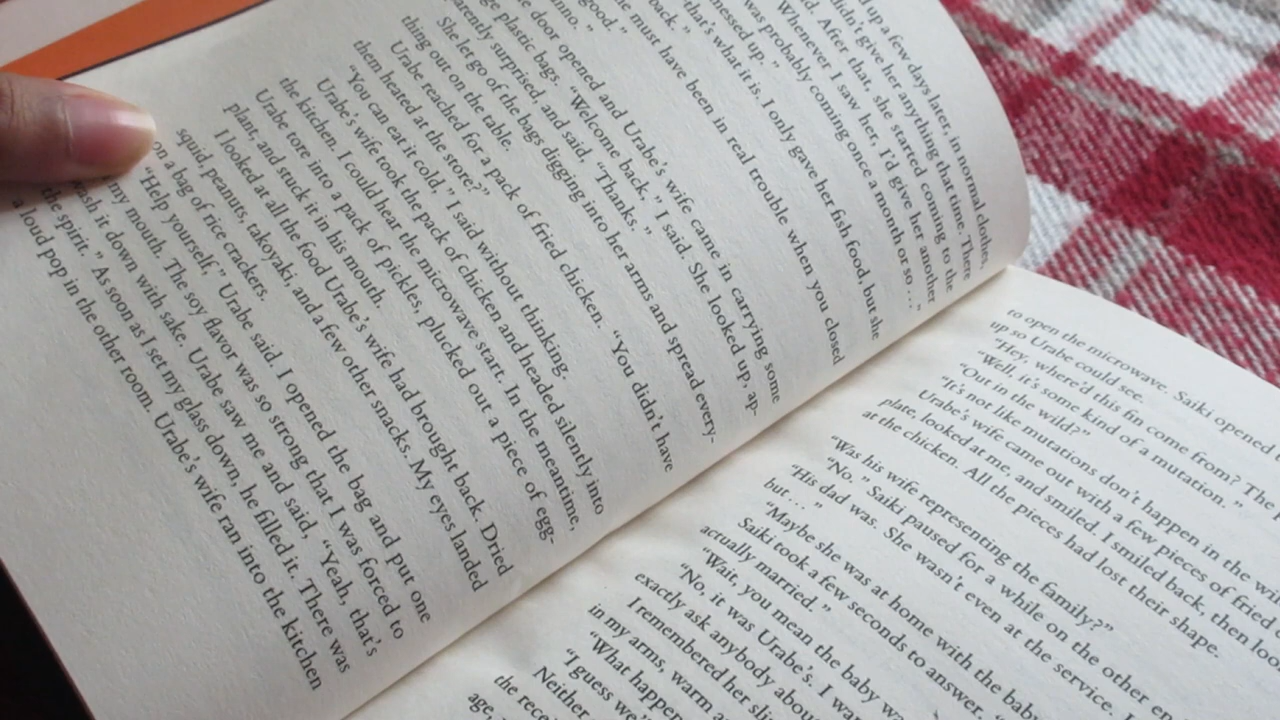 up a few days later, in normal clothes,
didn't give her anything that time. There
After that, she started coming to the
Whenever I saw her, I'd give her another
was probably coming once a month or so . . . ”
messed up.”
that's what it is. I only gave her fish food, but she
back.”
must have been in real trouble when you closed
good.”
door opened and Urabe's wife came in carrying some
plastic bags. “Welcome back,” I said. She looked up, ap-
parently surprised, and said, “Thanks.”
She let go of the bags digging into her arms and spread every-
thing out on the table.
Urabe reached for a pack of fried chicken. “You didn't have
them heated at the store?”
“You can eat it cold,” I said without thinking.
Urabe's wife took the pack of chicken and headed silently into
the kitchen. I could hear the microwave start. In the meantime,
Urabe tore into a pack of pickles, plucked out a piece of egg-
plant, and stuck it in his mouth.
I looked at all the food Urabe's wife had brought back. Dried
squid, peanuts, takoyaki, and a few other snacks. My eyes landed
on a bag of rice crackers.
“Help yourself,” Urabe said. I opened the bag and put one
my mouth. The soy flavor was so strong that I was forced to
wash it down with sake. Urabe saw me and said, “Yeah, that's
the spirit.” As soon as I set my glass down, he filled it. There was
a loud pop in the other room. Urabe's wife ran into the kitchen
to open the microwave. Saiki opened
up so Urabe could see.
“Hey, where'd this fin come from? The
“Well, it's some kind of a mutation.”
“Out in the wild?”
“It's not like mutations don't happen in the
Urabe's wife came out with a few pieces of fried
plate, looked at me, and smiled. I smiled back, then
at the chicken. All the pieces had lost their shape.
“Was his wife representing the family?”
“No.” Saiki paused for a while on the other
“His dad was. She wasn't even at the service.
but . . . ”
“Maybe she was at home with the
Saiki took a few seconds to answer.
actually married.”
“Wait, you mean the baby
“No, it was Urabe's. I
exactly ask anybody
I remembered her
in my arms, warm
“What
“I guess
Neither
the
age,